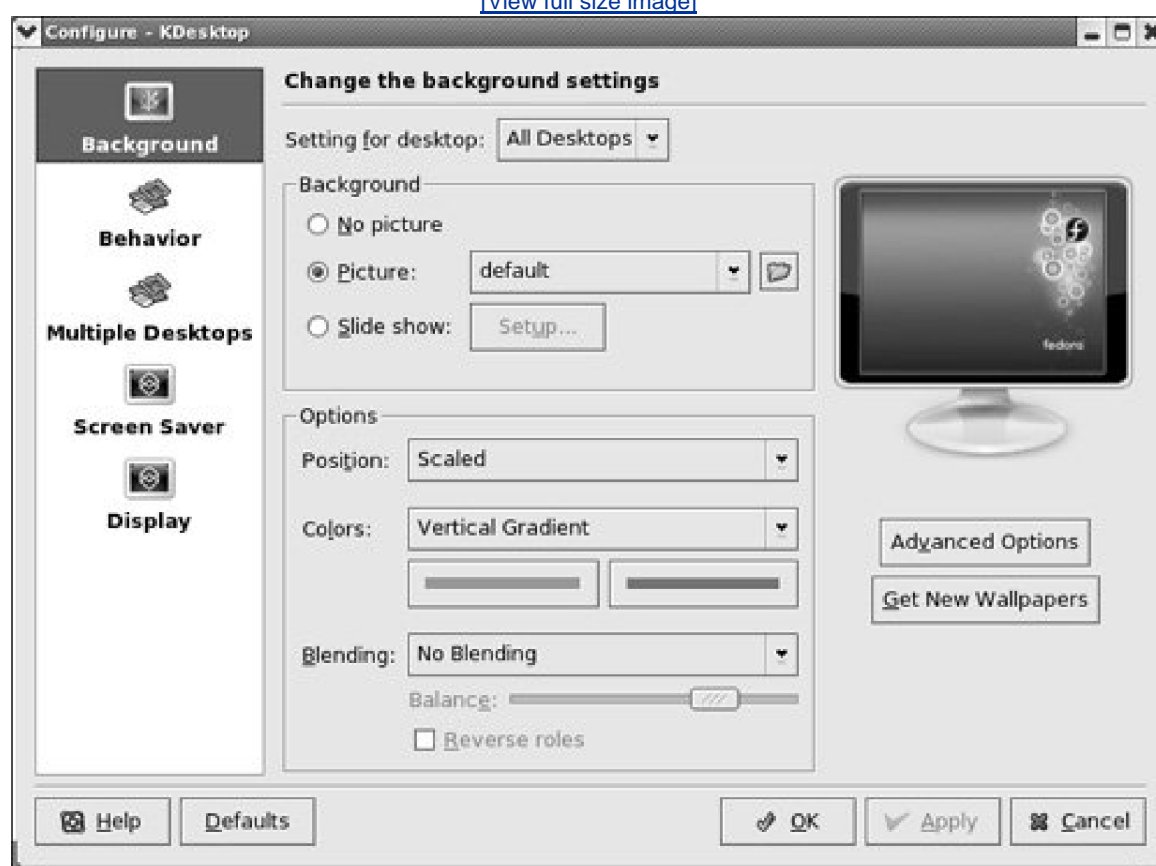 [View full size image]
Configure - KDesktop
Background
Behavior
Multiple Desktops
Screen Saver
Display
Change the background settings
Setting for desktop: All Desktops
Background
No picture
Picture: default
Slide show: Setup...
Options
Position: Scaled
Colors: Vertical Gradient
Blending: No Blending
Balance:
Reverse roles
fedora
Advanced Options
Get New Wallpapers
Help
Defaults
OK
Apply
Cancel